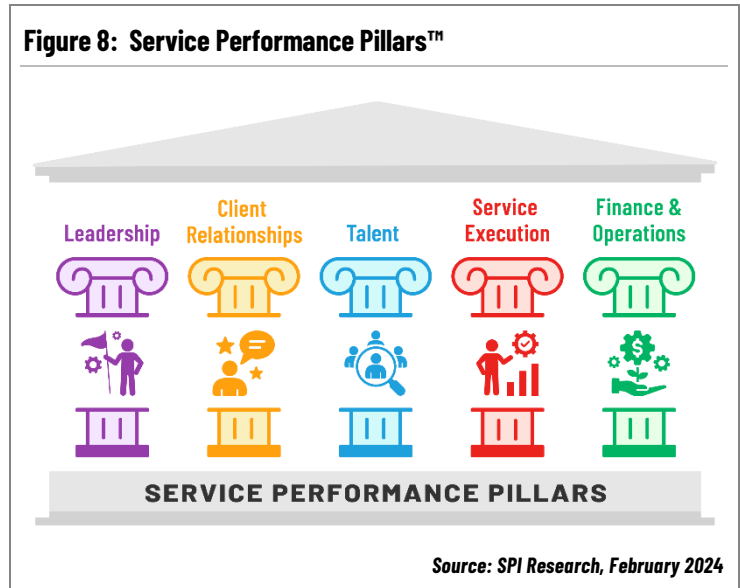 Figure 8: Service Performance Pillars™
Leadership
Client
Relationships
Talent
Service
Execution
Finance &
Operations
$
SERVICE PERFORMANCE PILLARS
Source: SPI Research, February 2024